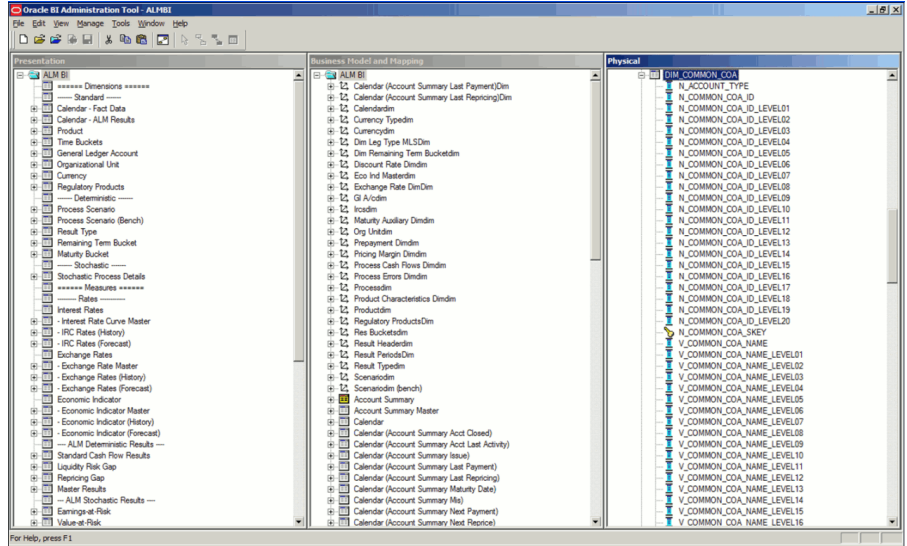 Oracle BI Administration Tool - ALMBI
File Edit View Manage Tools Window Help
Presentation
ALM BI
====== Dimensions ======
------ Standard ------
Calendar - Fact Data
Calendar - ALM Results
Product
Time Buckets
General Ledger Account
Organizational Unit
Currency
Regulatory Products
------ Deterministic ------
Process Scenario
Process Scenario (Bench)
Result Type
Remaining Term Bucket
Maturity Bucket
------ Stochastic ------
Stochastic Process Details
====== Measures ======
-------- Rates ----------
Interest Rates
- Interest Rate Curve Master
- IRC Rates (History)
- IRC Rates (Forecast)
Exchange Rates
- Exchange Rate Master
- Exchange Rates (History)
- Exchange Rates (Forecast)
Economic Indicator
- Economic Indicator Master
- Economic Indicator (History)
- Economic Indicator (Forecast)
--- ALM Deterministic Results ---
Standard Cash Flow Results
Liquidity Risk Gap
Repricing Gap
Master Results
--- ALM Stochastic Results ---
Earnings-at-Risk
Value-at-Risk
Business Model and Mapping
ALM BI
Calendar (Account Summary Last Payment)Dim
Calendar (Account Summary Last Repricing)Dim
Calendardim
Currency Typedim
Currencydim
Dim Leg Type MLSDim
Dim Remaining Term Bucketdim
Discount Rate Dimdim
Eco Ind Masterdim
Exchange Rate DimDim
Gl A/cdim
Ircsdim
Maturity Auxiliary Dimdim
Org Unitdim
Prepayment Dimdim
Pricing Margin Dimdim
Process Cash Flows Dimdim
Process Errors Dimdim
Processdim
Product Characteristics Dimdim
Productdim
Regulatory ProductsDim
Res Bucketsdim
Result Headerdim
Result PeriodsDim
Result Typedim
Scenariodim
Scenariodim (bench)
Account Summary
Account Summary Master
Calendar
Calendar (Account Summary Acct Closed)
Calendar (Account Summary Acct Last Activity)
Calendar (Account Summary Issue)
Calendar (Account Summary Last Payment)
Calendar (Account Summary Last Repricing)
Calendar (Account Summary Maturity Date)
Calendar (Account Summary Mis)
Calendar (Account Summary Next Payment)
Calendar (Account Summary Next Reprice)
Physical
DIM_COMMON_COA
N_ACCOUNT_TYPE
N_COMMON_COA_ID
N_COMMON_COA_ID_LEVEL01
N_COMMON_COA_ID_LEVEL02
N_COMMON_COA_ID_LEVEL03
N_COMMON_COA_ID_LEVEL04
N_COMMON_COA_ID_LEVEL05
N_COMMON_COA_ID_LEVEL06
N_COMMON_COA_ID_LEVEL07
N_COMMON_COA_ID_LEVEL08
N_COMMON_COA_ID_LEVEL09
N_COMMON_COA_ID_LEVEL10
N_COMMON_COA_ID_LEVEL11
N_COMMON_COA_ID_LEVEL12
N_COMMON_COA_ID_LEVEL13
N_COMMON_COA_ID_LEVEL14
N_COMMON_COA_ID_LEVEL15
N_COMMON_COA_ID_LEVEL16
N_COMMON_COA_ID_LEVEL17
N_COMMON_COA_ID_LEVEL18
N_COMMON_COA_ID_LEVEL19
N_COMMON_COA_ID_LEVEL20
N_COMMON_COA_SKEY
V_COMMON_COA_NAME
V_COMMON_COA_NAME_LEVEL01
V_COMMON_COA_NAME_LEVEL02
V_COMMON_COA_NAME_LEVEL03
V_COMMON_COA_NAME_LEVEL04
V_COMMON_COA_NAME_LEVEL05
V_COMMON_COA_NAME_LEVEL06
V_COMMON_COA_NAME_LEVEL07
V_COMMON_COA_NAME_LEVEL08
V_COMMON_COA_NAME_LEVEL09
V_COMMON_COA_NAME_LEVEL10
V_COMMON_COA_NAME_LEVEL11
V_COMMON_COA_NAME_LEVEL12
V_COMMON_COA_NAME_LEVEL13
V_COMMON_COA_NAME_LEVEL14
V_COMMON_COA_NAME_LEVEL15
V_COMMON_COA_NAME_LEVEL16
For Help, press F1